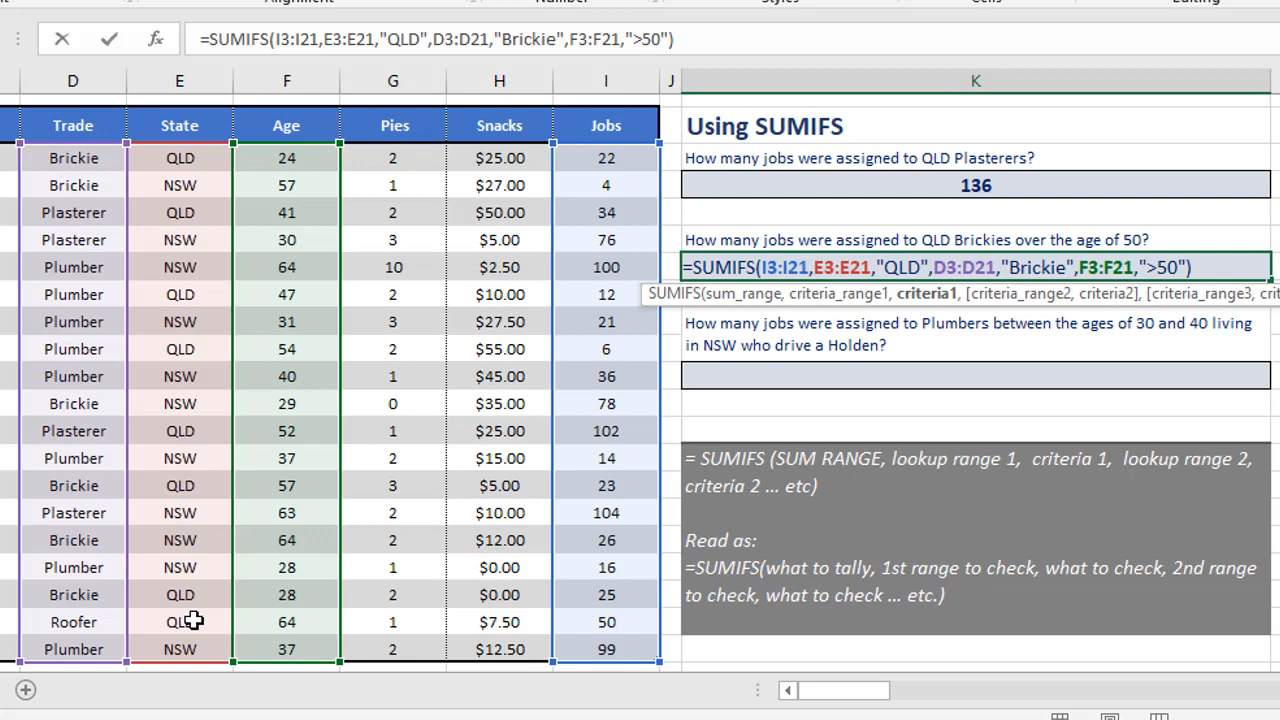 =SUMIFS(I3:I21,E3:E21,"QLD",D3:D21,"Brickie",F3:F21,">50")
D E F G H I J K
Trade State Age Pies Snacks Jobs
Brickie QLD 24 2 $25.00 22
Brickie NSW 57 1 $27.00 4
Plasterer QLD 41 2 $50.00 34
Plasterer NSW 30 3 $5.00 76
Plumber NSW 64 10 $2.50 100
Plumber QLD 47 2 $10.00 12
Plumber NSW 31 3 $27.50 21
Plumber QLD 54 2 $55.00 6
Plumber NSW 40 1 $45.00 36
Brickie NSW 29 0 $35.00 78
Plasterer QLD 52 1 $25.00 102
Plumber NSW 37 2 $15.00 14
Brickie QLD 57 3 $5.00 23
Plasterer NSW 63 2 $10.00 104
Brickie NSW 64 2 $12.00 26
Plumber NSW 28 1 $0.00 16
Brickie QLD 28 2 $0.00 25
Roofer 64 1 $7.50 50
Plumber NSW 37 2 $12.50 99
Using SUMIFS
How many jobs were assigned to QLD Plasterers?
136
How many jobs were assigned to QLD Brickies over the age of 50?
=SUMIFS(I3:I21,E3:E21,"QLD",D3:D21,"Brickie",F3:F21,">50")
SUMIFS(sum_range, criteria_range1, criteria1, [criteria_range2, criteria2], [criteria_range3,
How many jobs were assigned to Plumbers between the ages of 30 and 40 living
in NSW who drive a Holden?
= SUMIFS (SUM RANGE, lookup range 1, criteria 1, lookup range 2,
criteria 2 ... etc)
Read as:
=SUMIFS(what to tally, 1st range to check, what to check, 2nd range
to check, what to check ... etc.)